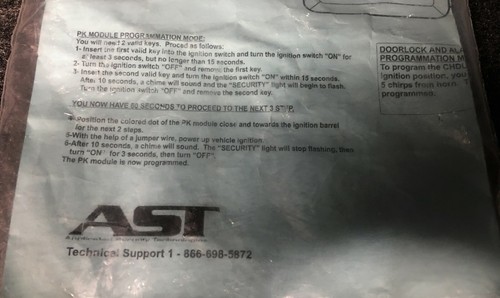 PK MODULE PROGRAMMATION MODE:
You will need 2 valid keys. Proced as follows:
1- Insert the first valid key into the ignition switch and turn the ignition switch "ON" for
at least 3 seconds, but no longer than 15 seconds.
2- Turn the ignition switch "OFF" and remove the first key.
3- Insert the second valid key and turn the ignition switch "ON" within 15 seconds.
After 10 seconds, a chime will sound and the "SECURITY" light will begin to flash.
Turn the ignition switch "OFF" and remove the second key.
YOU NOW HAVE 60 SECONDS TO PROCEED TO THE NEXT 3 STEP.
4-Position the colored dot of the PK module close and towards the ignition barrel
for the next 2 steps.
5-With the help of a jumper wire, power up vehicle ignition.
6-After 10 seconds, a chime will sound. The "SECURITY" light will stop flashing, then
turn "ON" for 3 seconds, then turn "OFF".
The PK module is now programmed.
DOORLOCK AND
PROGRAMMATION M
To program the
ignition position, you
5 chirps from horn.
programmed.
AST
Technical Support 1 - 866-698-5872